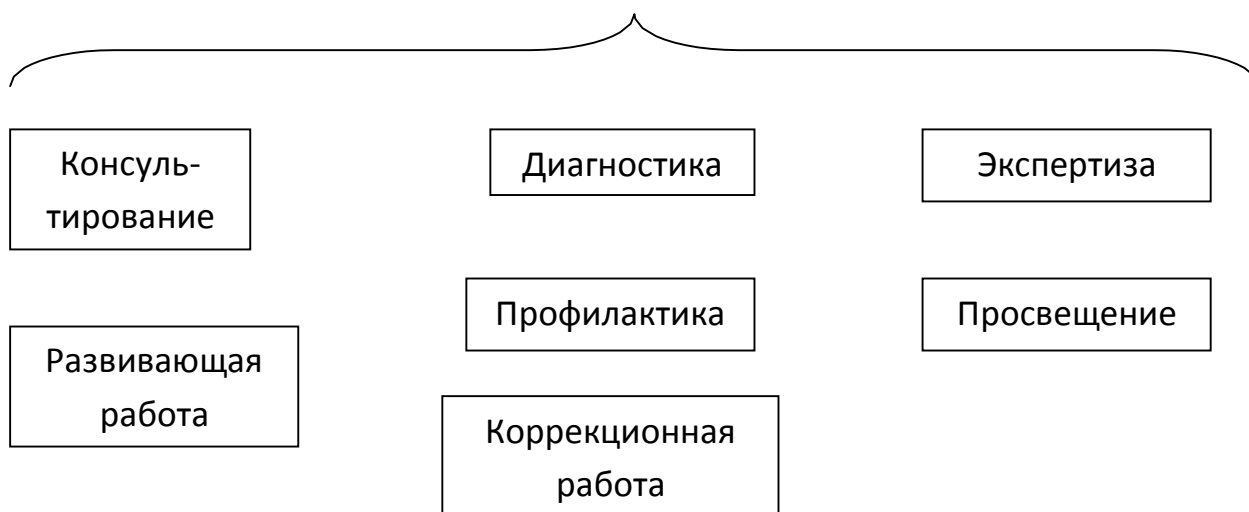 Консуль-
тирование
Диагностика
Экспертиза
Профилактика
Просвещение
Развивающая
работа
Коррекционная
работа